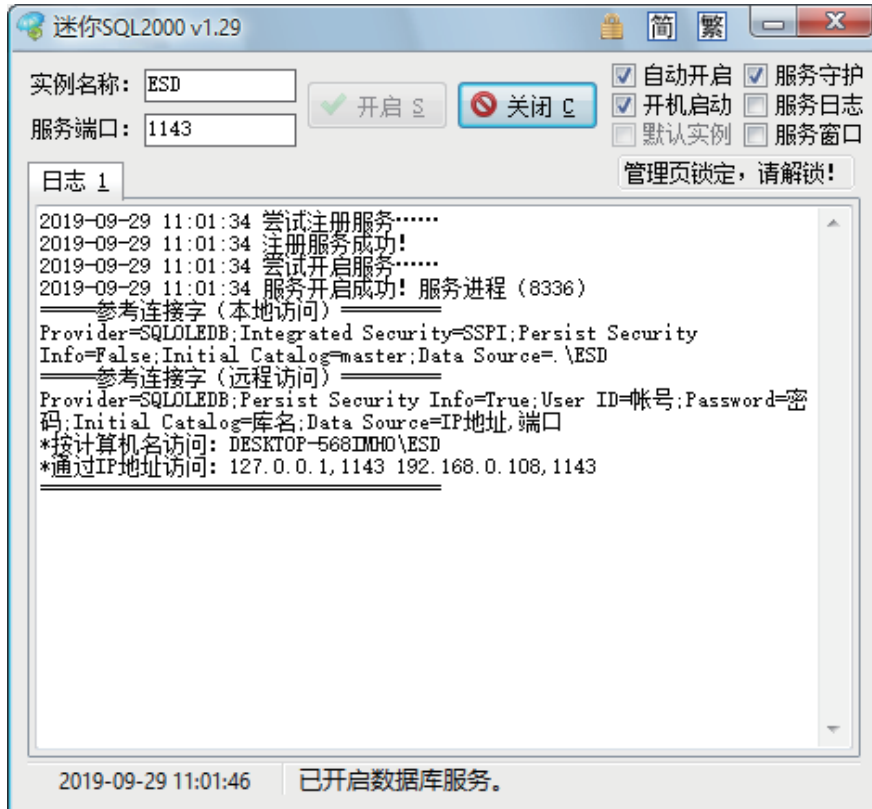 迷你SQL2000 v1.29
简 繁
实例名称: ESD
开启 S
关闭 C
自动开启 服务守护
服务端口: 1143
开机启动 服务日志
默认实例 服务窗口
日志 1
管理页锁定，请解锁!
2019-09-29 11:01:34 尝试注册服务……
2019-09-29 11:01:34 注册服务成功!
2019-09-29 11:01:34 尝试开启服务……
2019-09-29 11:01:34 服务开启成功! 服务进程 (8336)
═══参考连接字 (本地访问) ═════
Provider=SQLOLEDB;Integrated Security=SSPI;Persist Security
Info=False;Initial Catalog=master;Data Source=.\ESD
═══参考连接字 (远程访问) ═════
Provider=SQLOLEDB;Persist Security Info=True;User ID=帐号;Password=密
码;Initial Catalog=库名;Data Source=IP地址,端口
*按计算机名访问: DESKTOP-568IMHO\ESD
*通过IP地址访问: 127.0.0.1,1143 192.168.0.108,1143
════════════════════
2019-09-29 11:01:46 已开启数据库服务。